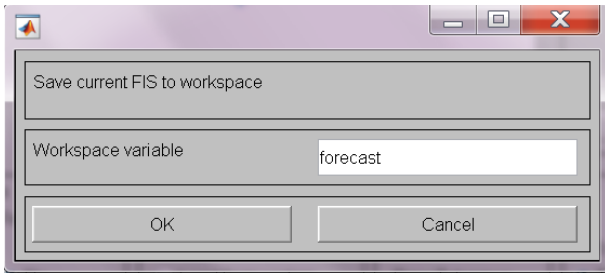 Save current FIS to workspace
Workspace variable
forecast
OK
Cancel